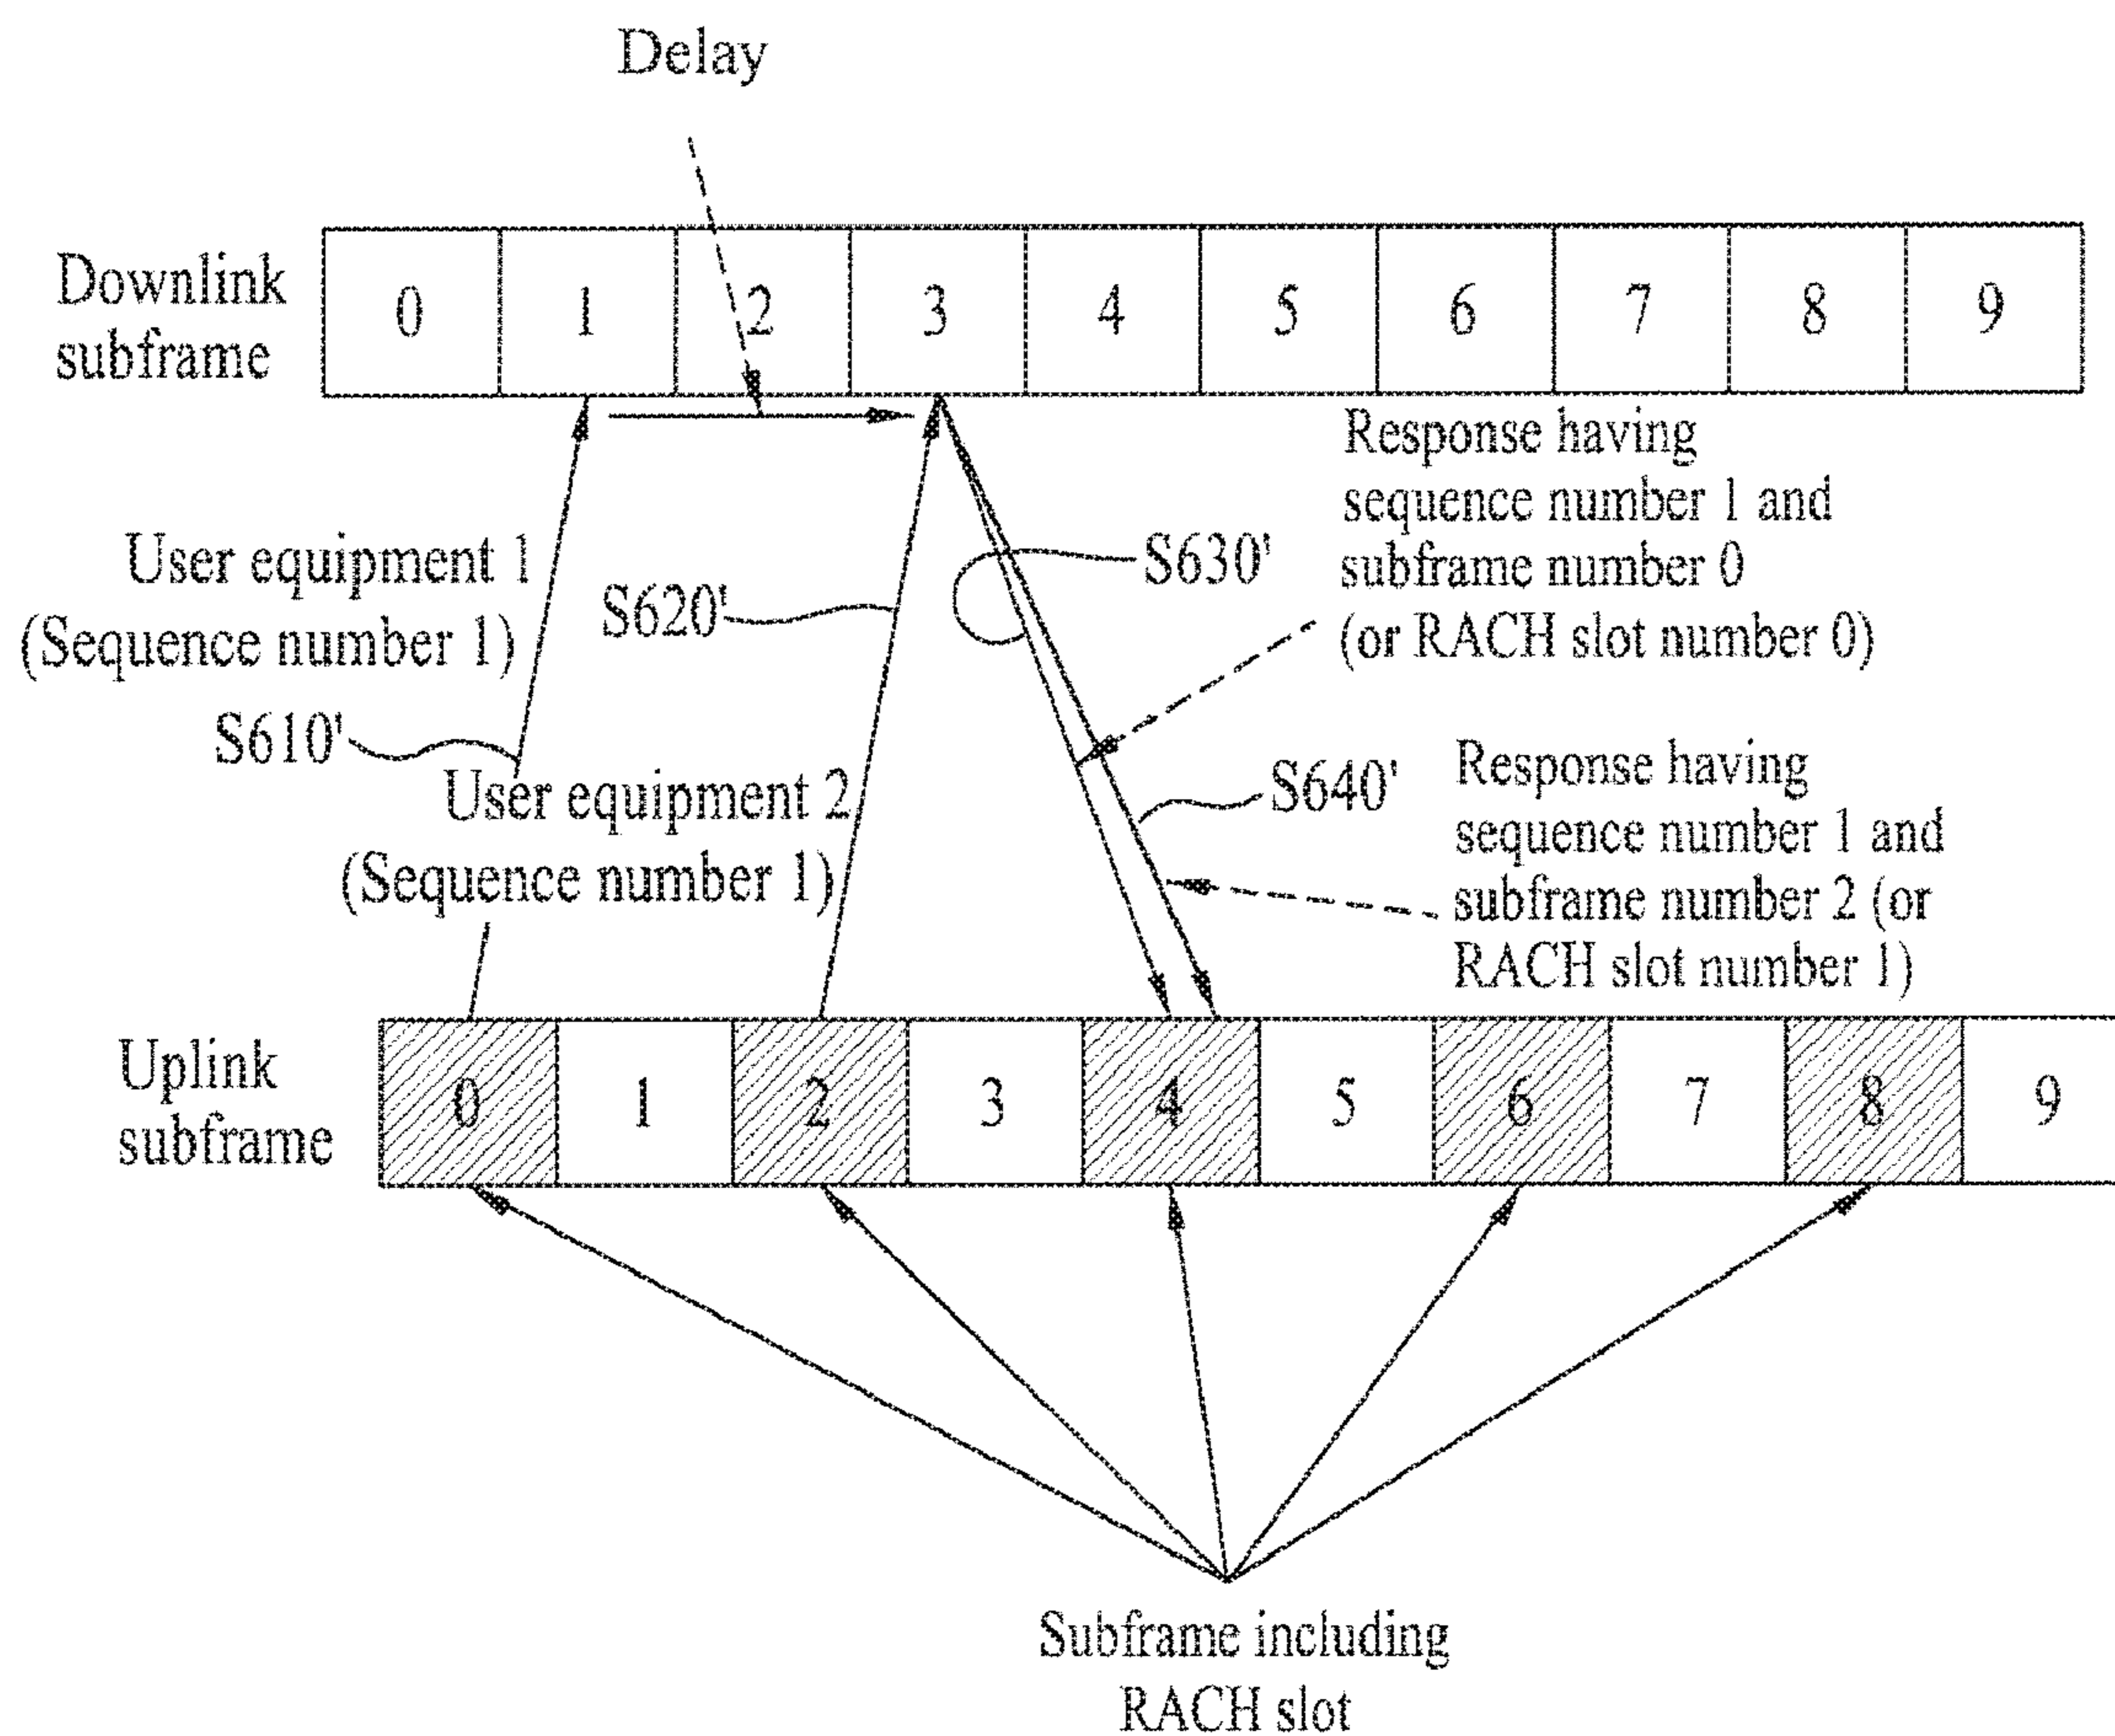 Delay
Downlink
subframe
0 1 2 3 4 5 6 7 8 9
Response having
sequence number 1 and
subframe number 0
(or RACH slot number 0)
User equipment 1
(Sequence number 1)
S610'
S620'
S630'
User equipment 2
(Sequence number 1)
S640'
Response having
sequence number 1 and
subframe number 2 (or
RACH slot number 1)
Uplink
subframe
0 1 2 3 4 5 6 7 8 9
Subframe including
RACH slot